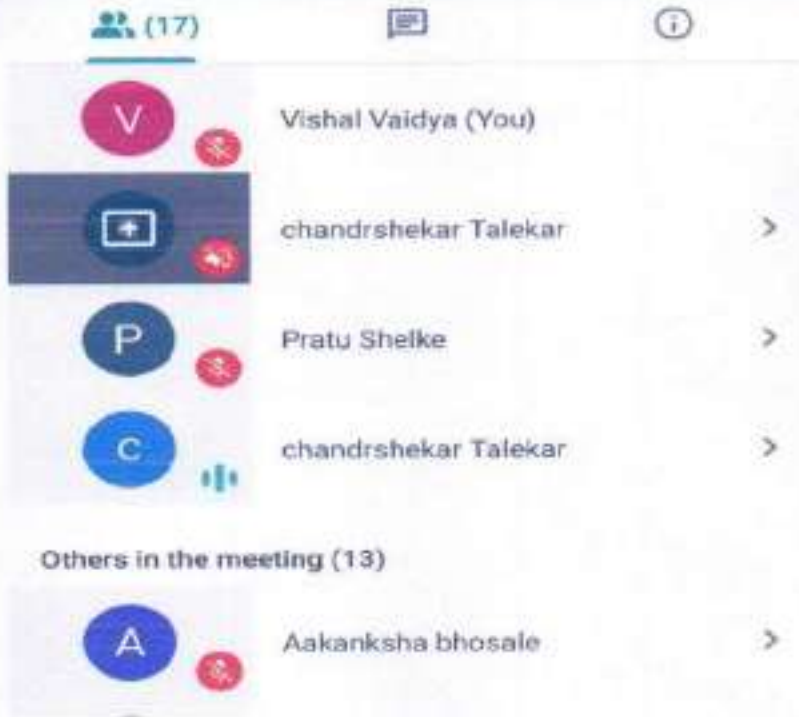 (17)
V
Vishal Vaidya (You)
chandrshekar Talekar
P
Pratu Shelke
C
chandrshekar Talekar
Others in the meeting (13)
A
Aakanksha bhosale